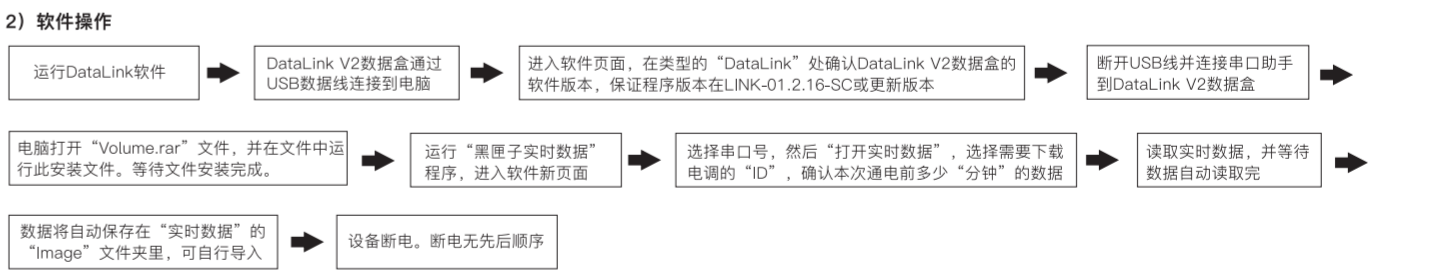 2）软件操作
运行DataLink软件
DataLink V2数据盒通过
USB数据线连接到电脑
进入软件页面，在类型的“DataLink”处确认DataLink V2数据盒的
软件版本，保证程序版本在LINK-01.2.16-SC或更新版本
断开USB线并连接串口助手
到DataLink V2数据盒
电脑打开“Volume.rar”文件，并在文件中运
行此安装文件。等待文件安装完成。
运行“黑匣子实时数据”
程序，进入软件新页面
选择串口号，然后“打开实时数据”，选择需要下载
电调的“ID”，确认本次通电前多少“分钟”的数据
读取实时数据，并等待
数据自动读取完
数据将自动保存在“实时数据”的
“Image”文件夹里，可自行导入
设备断电。断电无先后顺序